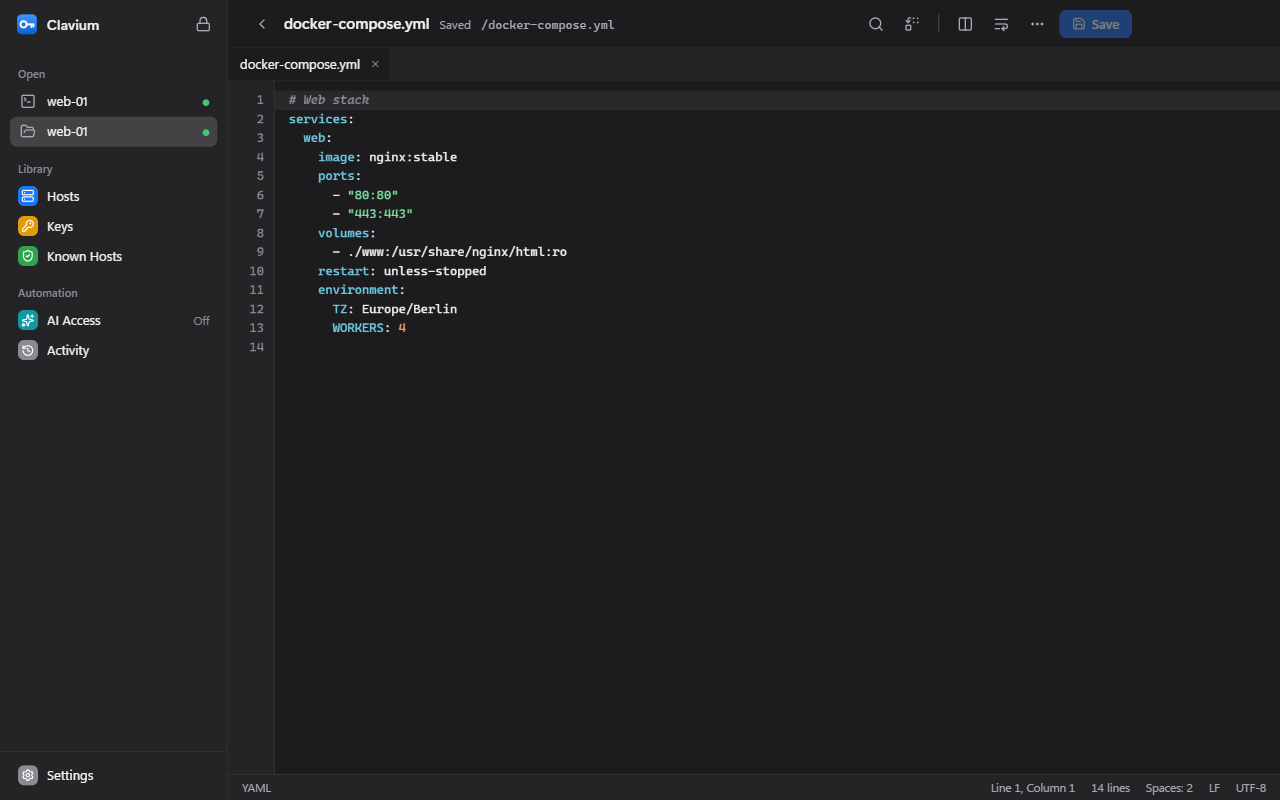 Clavium
Open
web-01
web-01
Library
Hosts
Keys
Known Hosts
Automation
AI Access Off
Activity
Settings
docker-compose.yml Saved /docker-compose.yml
Save
docker-compose.yml ×
1 # Web stack
2 services:
3   web:
4     image: nginx:stable
5     ports:
6       - "80:80"
7       - "443:443"
8     volumes:
9       - ./www:/usr/share/nginx/html:ro
10     restart: unless-stopped
11     environment:
12       TZ: Europe/Berlin
13       WORKERS: 4
14
YAML Line 1, Column 1 14 lines Spaces: 2 LF UTF-8